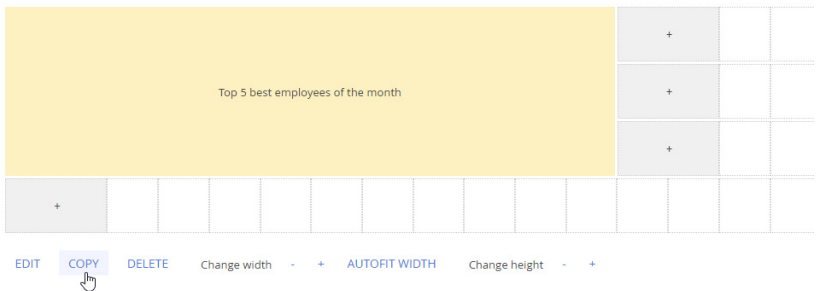 +
Top 5 best employees of the month
+
+
+
EDIT COPY DELETE Change width - + AUTOFIT WIDTH Change height - +